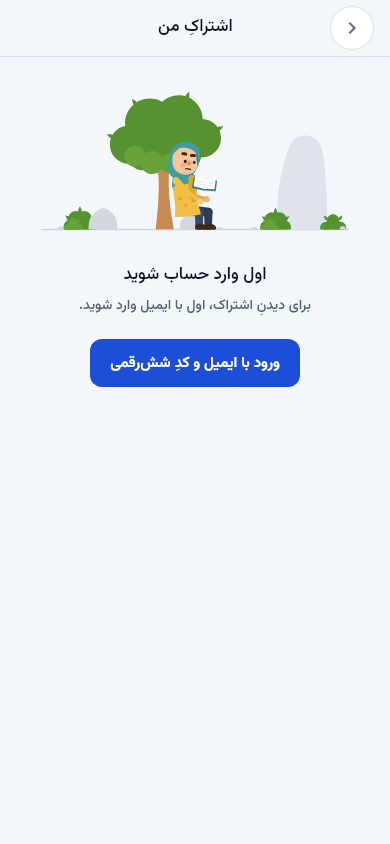 اشتراکِ من
اول وارد حساب شوید
برای دیدنِ اشتراک، اول با ایمیل وارد شوید.
ورود با ایمیل و کدِ شش‌رقمی